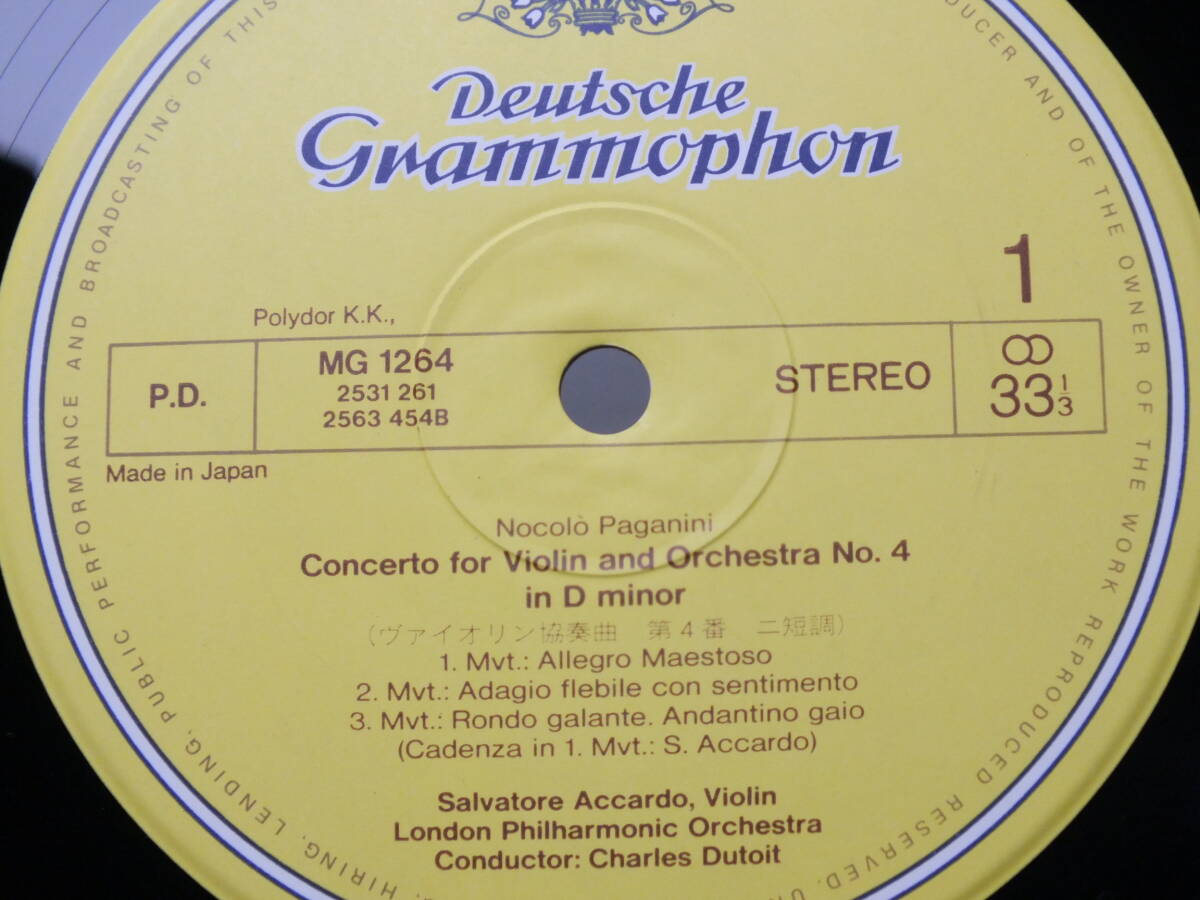 Deutsche
Grammophon
1
Polydor K.K.,
P.D.
MG 1264
2531 261
2563 454B
STEREO
33 1/3
Made in Japan
Nocolò Paganini
Concerto for Violin and Orchestra No. 4
in D minor
(ヴァイオリン協奏曲 第4番 ニ短調)
1. Mvt.: Allegro Maestoso
2. Mvt.: Adagio flebile con sentimento
3. Mvt.: Rondo galante. Andantino gaio
(Cadenza in 1. Mvt.: S. Accardo)
Salvatore Accardo, Violin
London Philharmonic Orchestra
Conductor: Charles Dutoit
HIRING, LENDING, PUBLIC PERFORMANCE AND BROADCASTING OF THIS
AND OF THE OWNER OF THE WORK REPRODUCED RESERVED.